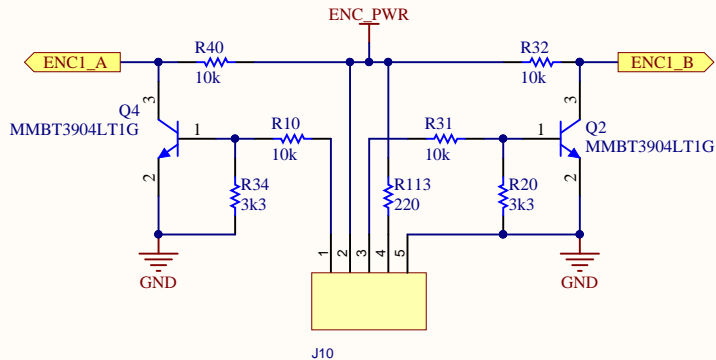 ENC_PWR
ENC1_A
R40
10k
R32
10k
ENC1_B
3
Q4
MMBT3904LT1G
1
2
R10
10k
R34
3k3
R31
10k
R113
220
R20
3k3
3
1
Q2
MMBT3904LT1G
2
GND
1
2
3
4
5
GND
J10